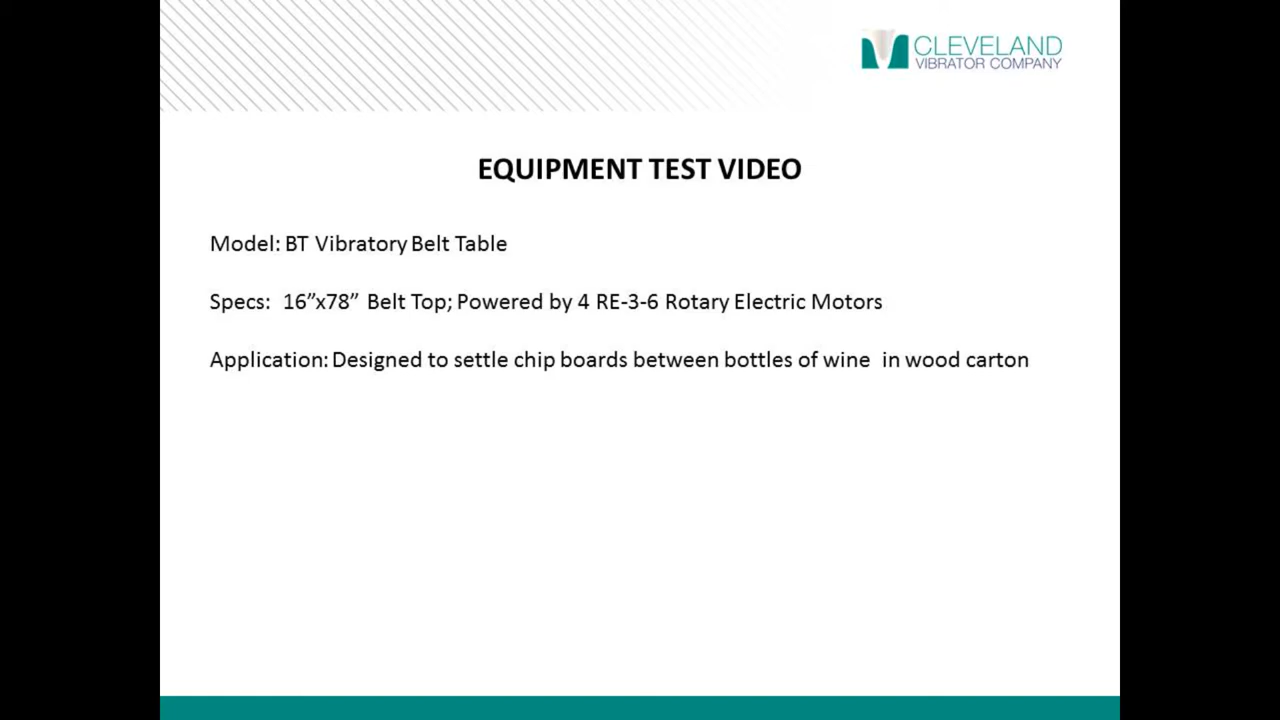 CLEVELAND
VIBRATOR COMPANY
EQUIPMENT TEST VIDEO
Model: BT Vibratory Belt Table
Specs: 16”x78” Belt Top; Powered by 4 RE-3-6 Rotary Electric Motors
Application: Designed to settle chip boards between bottles of wine in wood carton